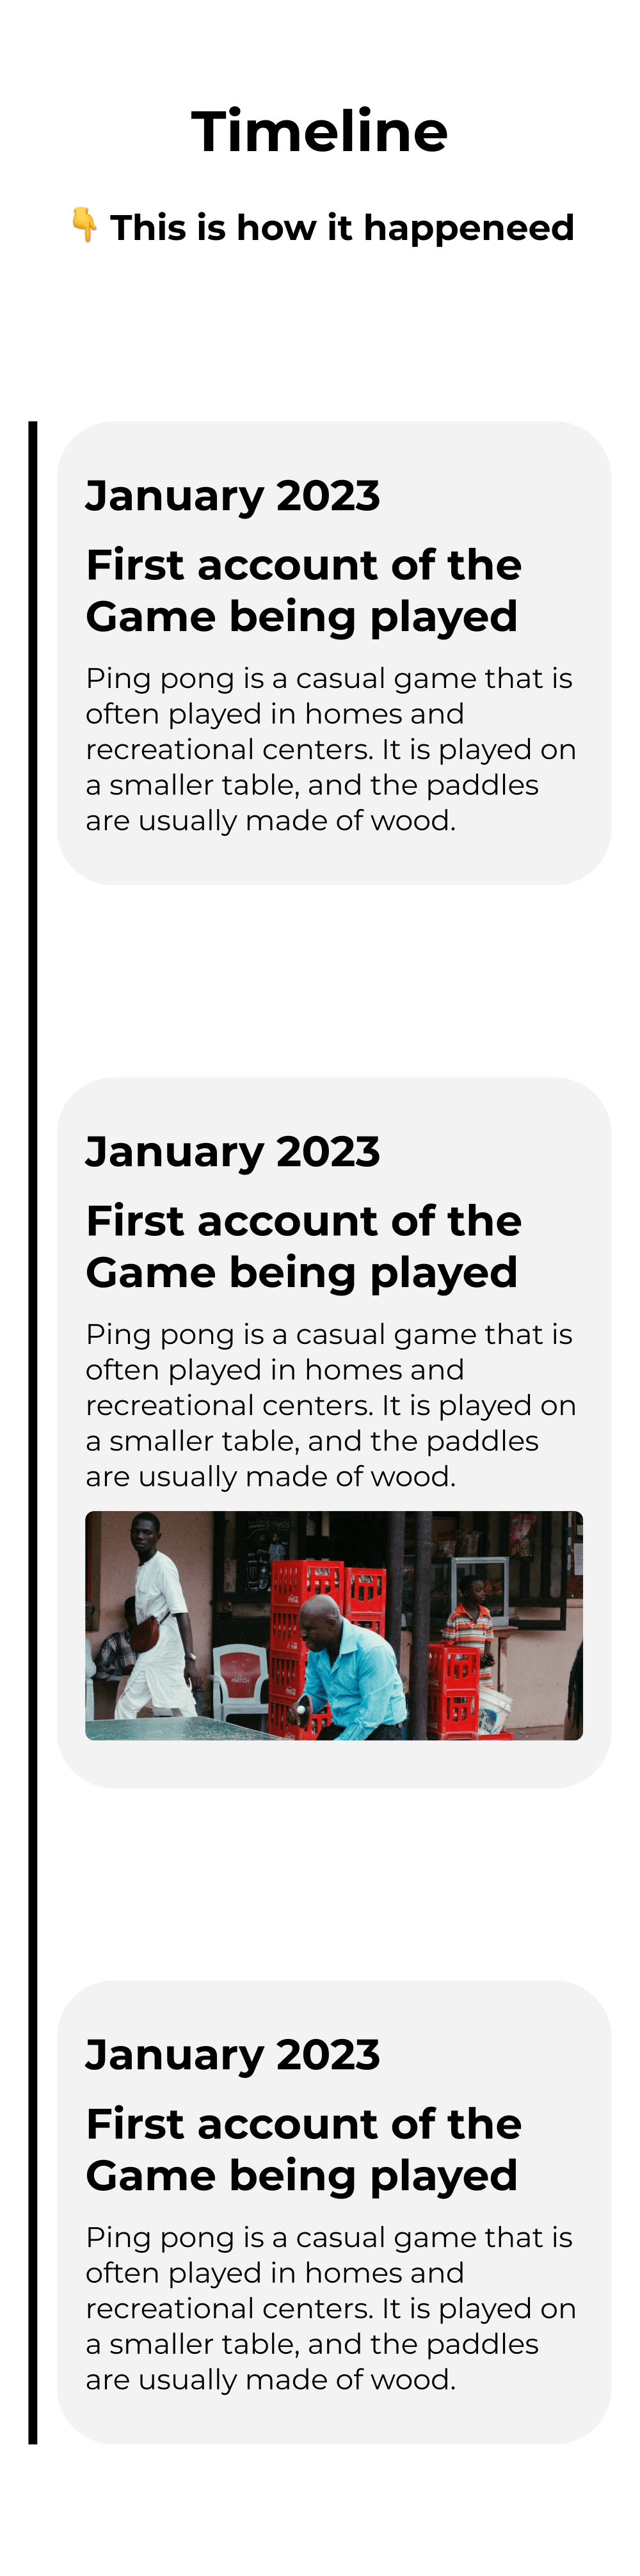 Timeline
👇 This is how it happeneed
January 2023
First account of the
Game being played
Ping pong is a casual game that is
often played in homes and
recreational centers. It is played on
a smaller table, and the paddles
are usually made of wood.
January 2023
First account of the
Game being played
Ping pong is a casual game that is
often played in homes and
recreational centers. It is played on
a smaller table, and the paddles
are usually made of wood.
MATCH
January 2023
First account of the
Game being played
Ping pong is a casual game that is
often played in homes and
recreational centers. It is played on
a smaller table, and the paddles
are usually made of wood.